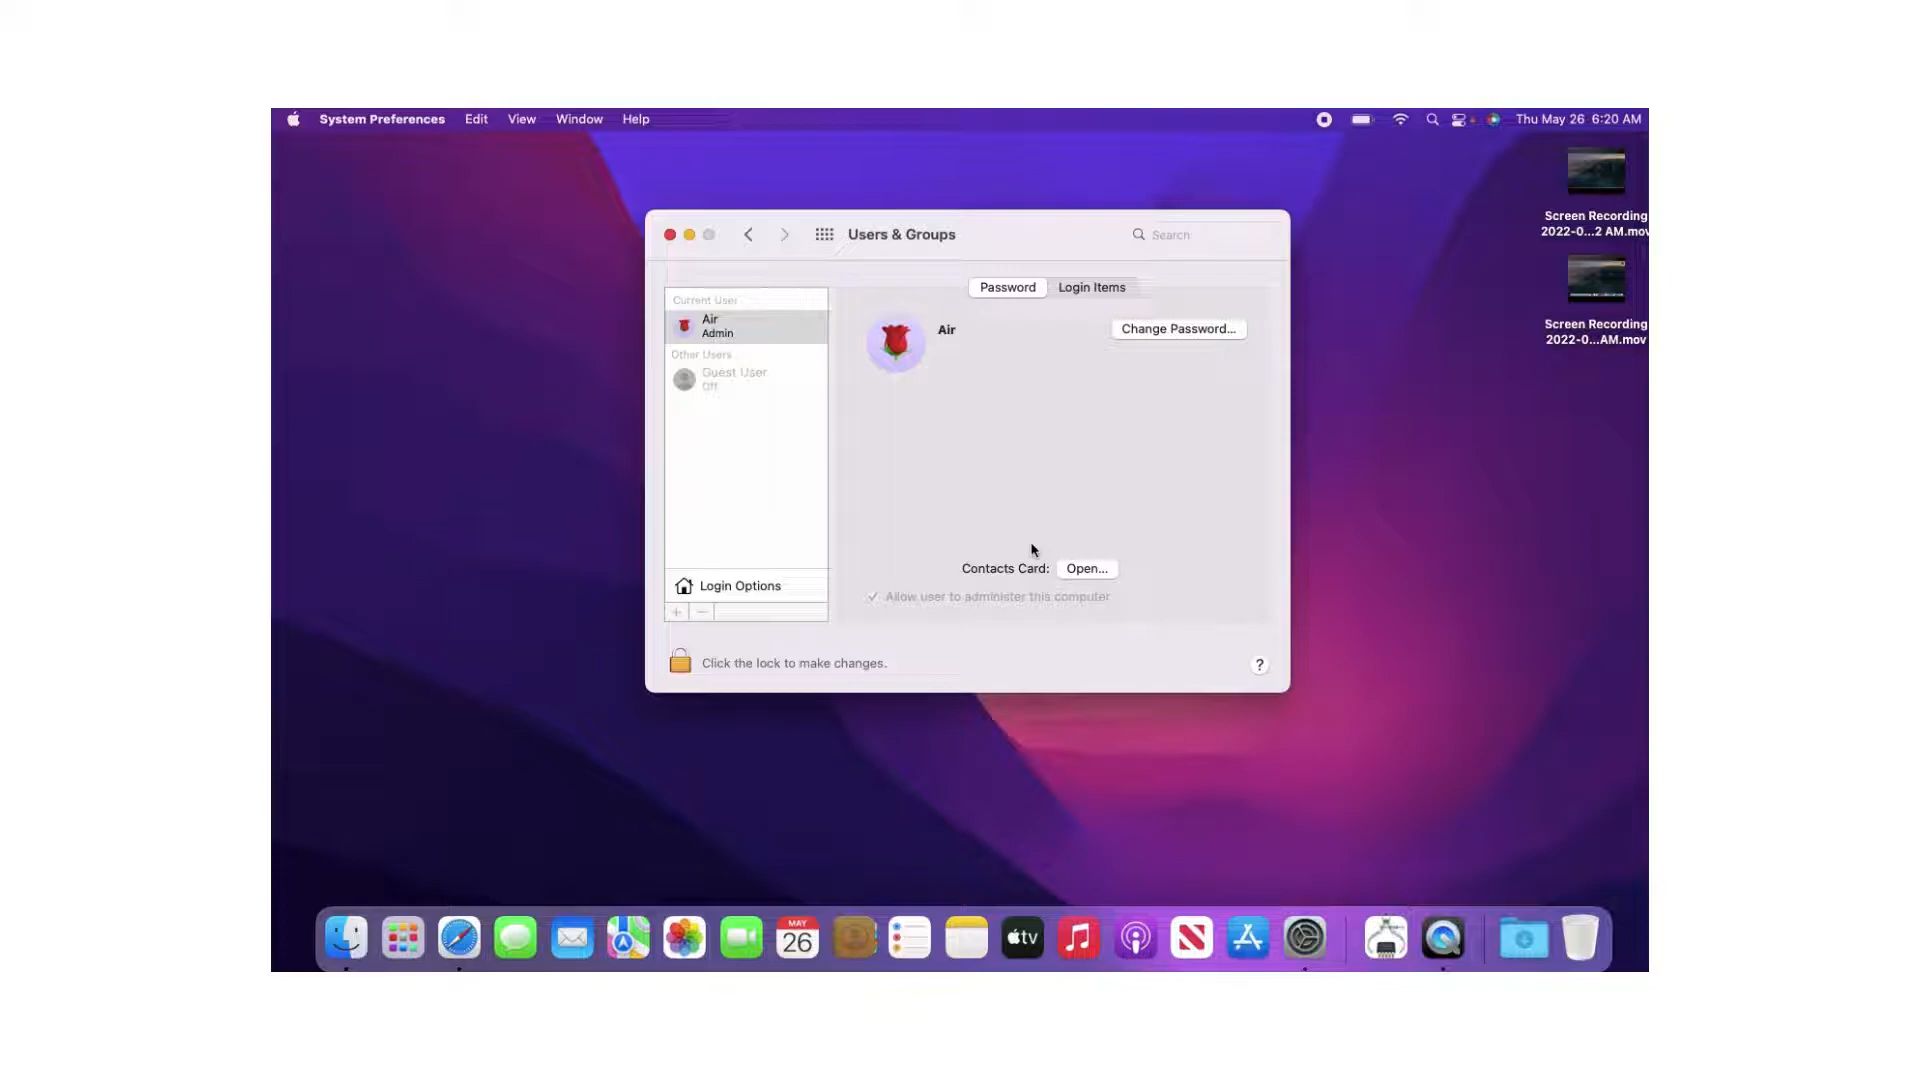 System Preferences Edit View Window Help
Thu May 26 6:20 AM
Screen Recording
2022-0...2 AM.mov
Screen Recording
2022-0...AM.mov
Users & Groups
Search
Password
Login Items
Current User
Air
Admin
Other Users
Guest User
Off
Air
Change Password...
Contacts Card:
Open...
Allow user to administer this computer
Login Options
Click the lock to make changes.
?
MAY
26
tv